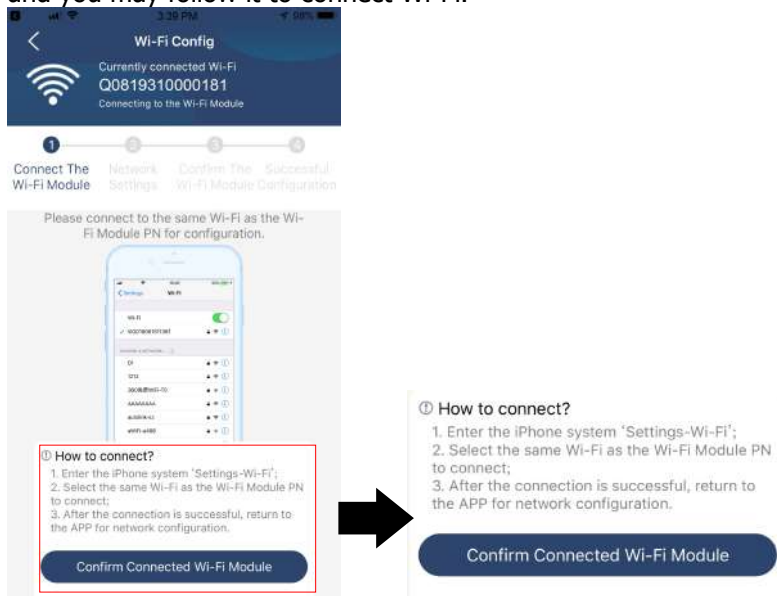 and you may follow it to connect Wi-Fi.
3:39 PM
98%
Wi-Fi Config
Currently connected Wi-Fi
Q0819310000181
Connecting to the Wi-Fi Module
1
2
3
4
Connect The
Wi-Fi Module
Network
Settings
Confirm The
Wi-Fi Module
Successful
Configuration
Please connect to the same Wi-Fi as the Wi-
Fi Module PN for configuration.
Settings
Wi-Fi
Wi-Fi
How to connect?
1. Enter the iPhone system 'Settings-Wi-Fi';
2. Select the same Wi-Fi as the Wi-Fi Module PN
to connect;
3. After the connection is successful, return to
the APP for network configuration.
Confirm Connected Wi-Fi Module
How to connect?
1. Enter the iPhone system 'Settings-Wi-Fi';
2. Select the same Wi-Fi as the Wi-Fi Module PN
to connect;
3. After the connection is successful, return to
the APP for network configuration.
Confirm Connected Wi-Fi Module